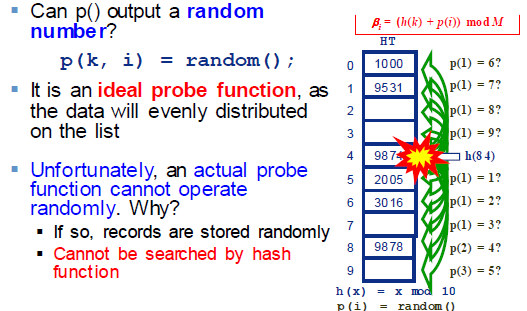 Can p() output a random
number?
p(k, i) = random();
It is an ideal probe function, as
the data will evenly distributed
on the list
Unfortunately, an actual probe
function cannot operate
randomly. Why?
If so, records are stored randomly
Cannot be searched by hash
function
βi = (h(k) + p(i)) mod M
HT
0 1000 p(1) = 6?
1 9531 p(1) = 7?
2 p(1) = 8?
3 p(1) = 9?
4 987 h(84)
5 2005 p(1) = 1?
6 3016 p(1) = 2?
7 p(1) = 3?
8 9878 p(2) = 4?
9 p(3) = 5?
h(x) = x mod 10
p(i) = random()